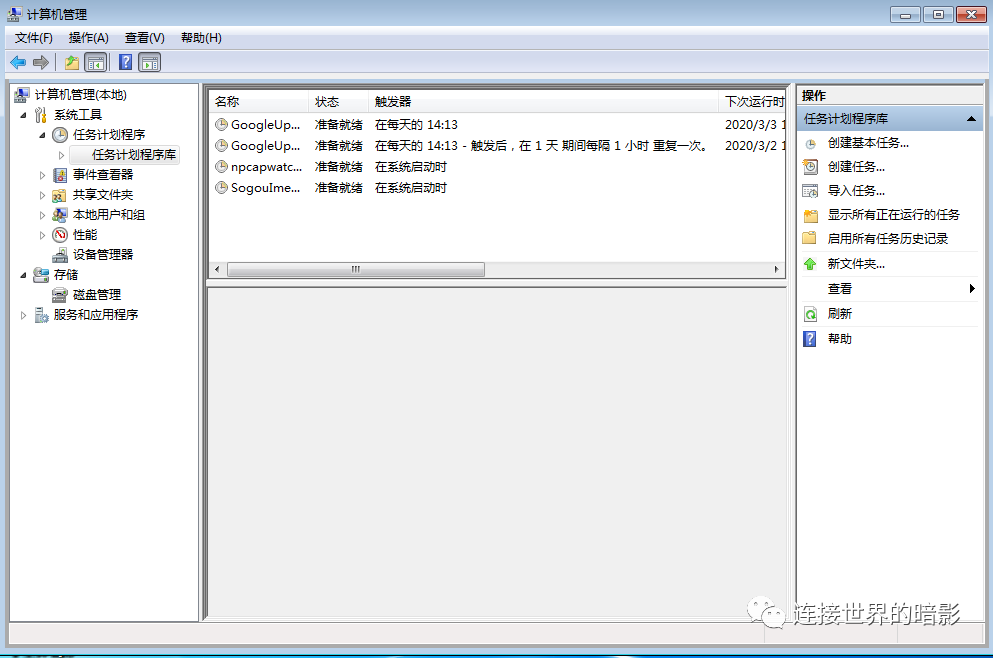 计算机管理
文件(F) 操作(A) 查看(V) 帮助(H)
计算机管理(本地)
系统工具
任务计划程序
任务计划程序库
事件查看器
共享文件夹
本地用户和组
性能
设备管理器
存储
磁盘管理
服务和应用程序
名称 状态 触发器 下次运行时
GoogleUp... 准备就绪 在每天的 14:13 2020/3/3 1
GoogleUp... 准备就绪 在每天的 14:13 - 触发后，在 1 天 期间每隔 1 小时 重复一次。 2020/3/2 1
npcapwatc... 准备就绪 在系统启动时
SogouIme... 准备就绪 在系统启动时
操作
任务计划程序库
创建基本任务...
创建任务...
导入任务...
显示所有正在运行的任务
启用所有任务历史记录
新文件夹...
查看
刷新
帮助
连接世界的暗影